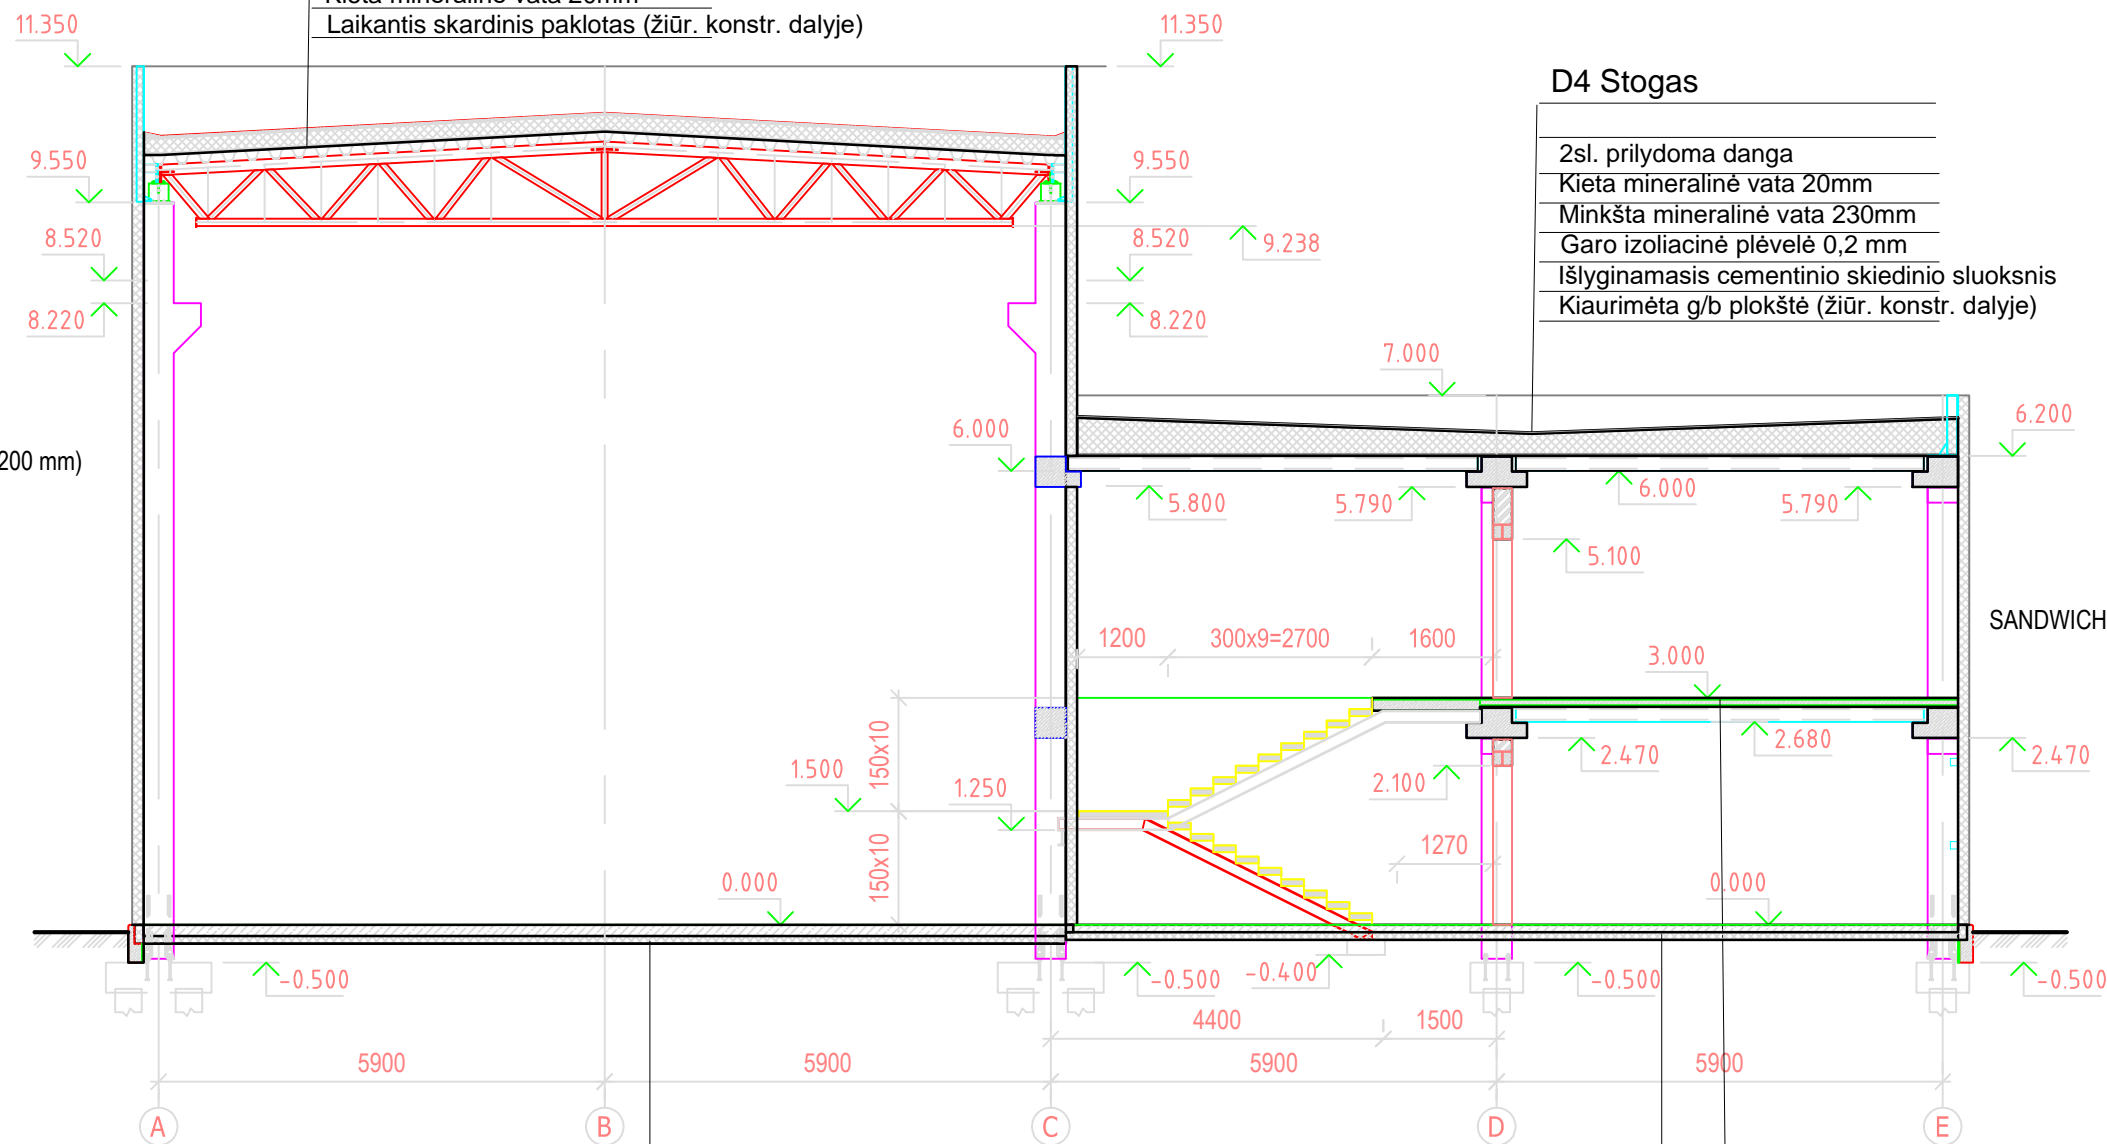 Kieta mineralinė vata 20mm
Laikantis skardinis paklotas (žiūr. konstr. dalyje)
11.350
11.350
D4 Stogas
2sl. prilydoma danga
Kieta mineralinė vata 20mm
Minkšta mineralinė vata 230mm
Garo izoliacinė plėvelė 0,2 mm
Išlyginamasis cementinio skiedinio sluoksnis
Kiaurimėta g/b plokštė (žiūr. konstr. dalyje)
9.550
9.550
8.520
8.520
9.238
8.220
8.220
7.000
6.200
6.000
200 mm)
5.800
5.790
6.000
5.790
5.100
SANDWICH
1200
300x9=2700
1600
3.000
150x10
1.500
1.250
2.100
2.470
2.680
2.470
150x10
1270
0.000
0.000
-0.500
-0.500
-0.400
-0.500
-0.500
4400
1500
5900
5900
5900
5900
A
B
C
D
E